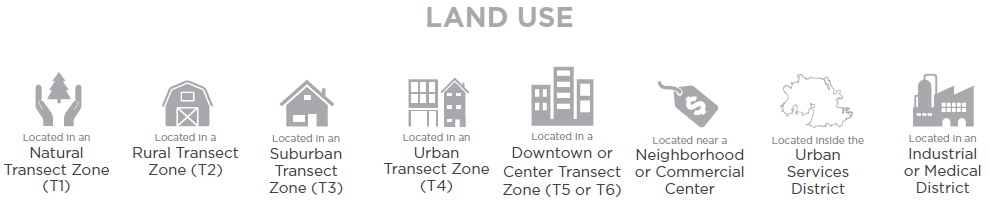 LAND USE
Located in an
Natural
Transect Zone
(T1)
Located in a
Rural Transect
Zone (T2)
Located in an
Suburban
Transect
Zone (T3)
Located in an
Urban
Transect Zone
(T4)
Located in a
Downtown or
Center Transect
Zone (T5 or T6)
Located near a
Neighborhood
or Commercial
Center
Located inside the
Urban
Services
District
Located in an
Industrial
or Medical
District